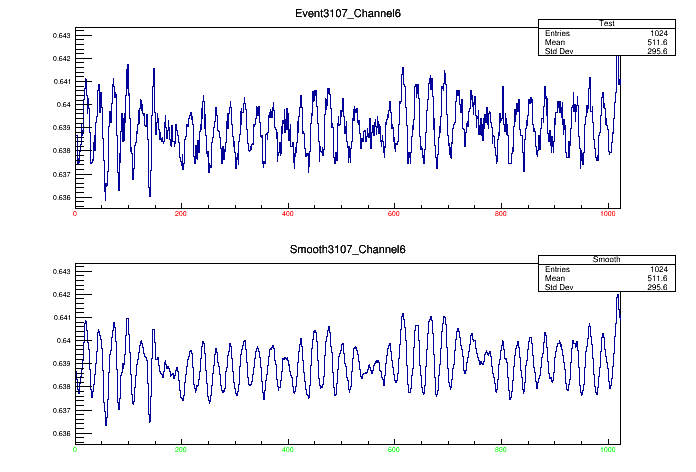 Event3107_Channel6
Test
Entries 1024
Mean 511.6
Std Dev 295.6
0.643
0.642
0.641
0.64
0.639
0.638
0.637
0.636
0 200 400 600 800 1000
Smooth3107_Channel6
Smooth
Entries 1024
Mean 511.6
Std Dev 295.6
0.643
0.642
0.641
0.64
0.639
0.638
0.637
0.636
0 200 400 600 800 1000